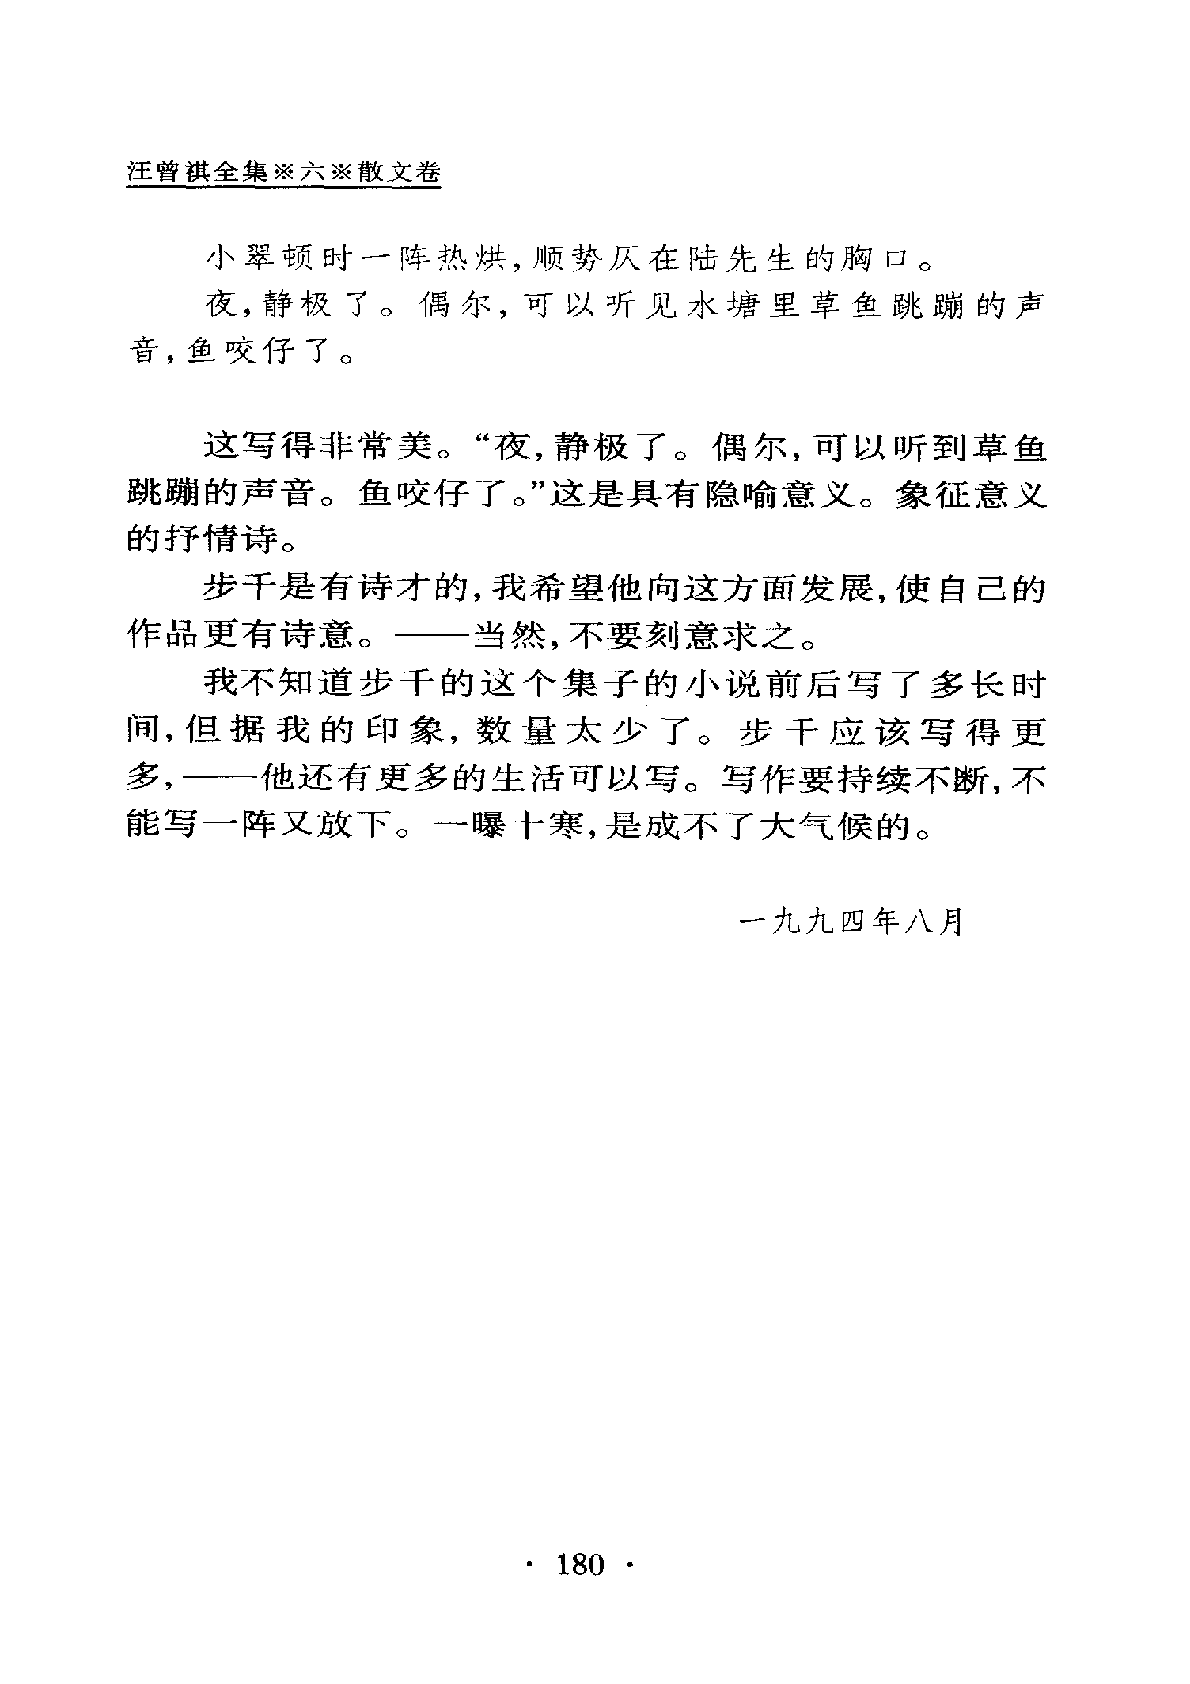 汪曾祺全集※六※散文卷
小翠顿时一阵热烘,顺势仄在陆先生的胸口。
夜,静极了。偶尔,可以听见水塘里草鱼跳蹦的声
音,鱼咬仔了。
这写得非常美。“夜,静极了。偶尔,可以听到草鱼
跳蹦的声音。鱼咬仔了。”这是具有隐喻意义。象征意义
的抒情诗。
步千是有诗才的,我希望他向这方面发展,使自己的
作品更有诗意。——当然,不要刻意求之。
我不知道步千的这个集子的小说前后写了多长时
间,但据我的印象,数量太少了。步千应该写得更
多,——他还有更多的生活可以写。写作要持续不断,不
能写一阵又放下。一曝十寒,是成不了大气候的。
一九九四年八月
· 180 ·